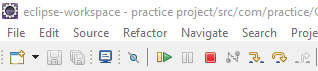 eclipse-workspace - practice project/src/com/practice/
File Edit Source Refactor Navigate Search Proje